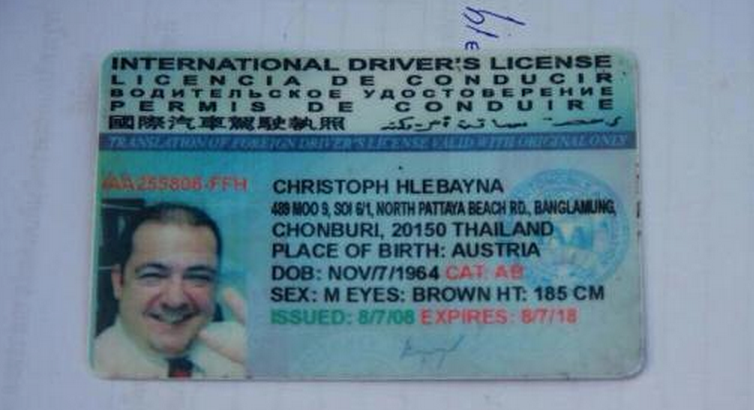 INTERNATIONAL DRIVER'S LICENSE
LICENCIA DE CONDUCIR
ВОДИТЕЛЬСКОЕ УДОСТОВЕРЕНИЕ
PERMIS DE CONDUIRE
國際汽車駕駛執照
TRANSLATION OF FOREIGN DRIVER'S LICENSE VALID WITH ORIGINAL ONLY
AA255806-FFH
CHRISTOPH HLEBAYNA
489 MOO 9, SOI 6/1, NORTH PATTAYA BEACH RD., BANGLAMUNG,
CHONBURI, 20150 THAILAND
PLACE OF BIRTH: AUSTRIA
DOB: NOV/7/1964 CAT: AB
SEX: M EYES: BROWN HT: 185 CM
ISSUED: 8/7/08 EXPIRES: 8/7/18